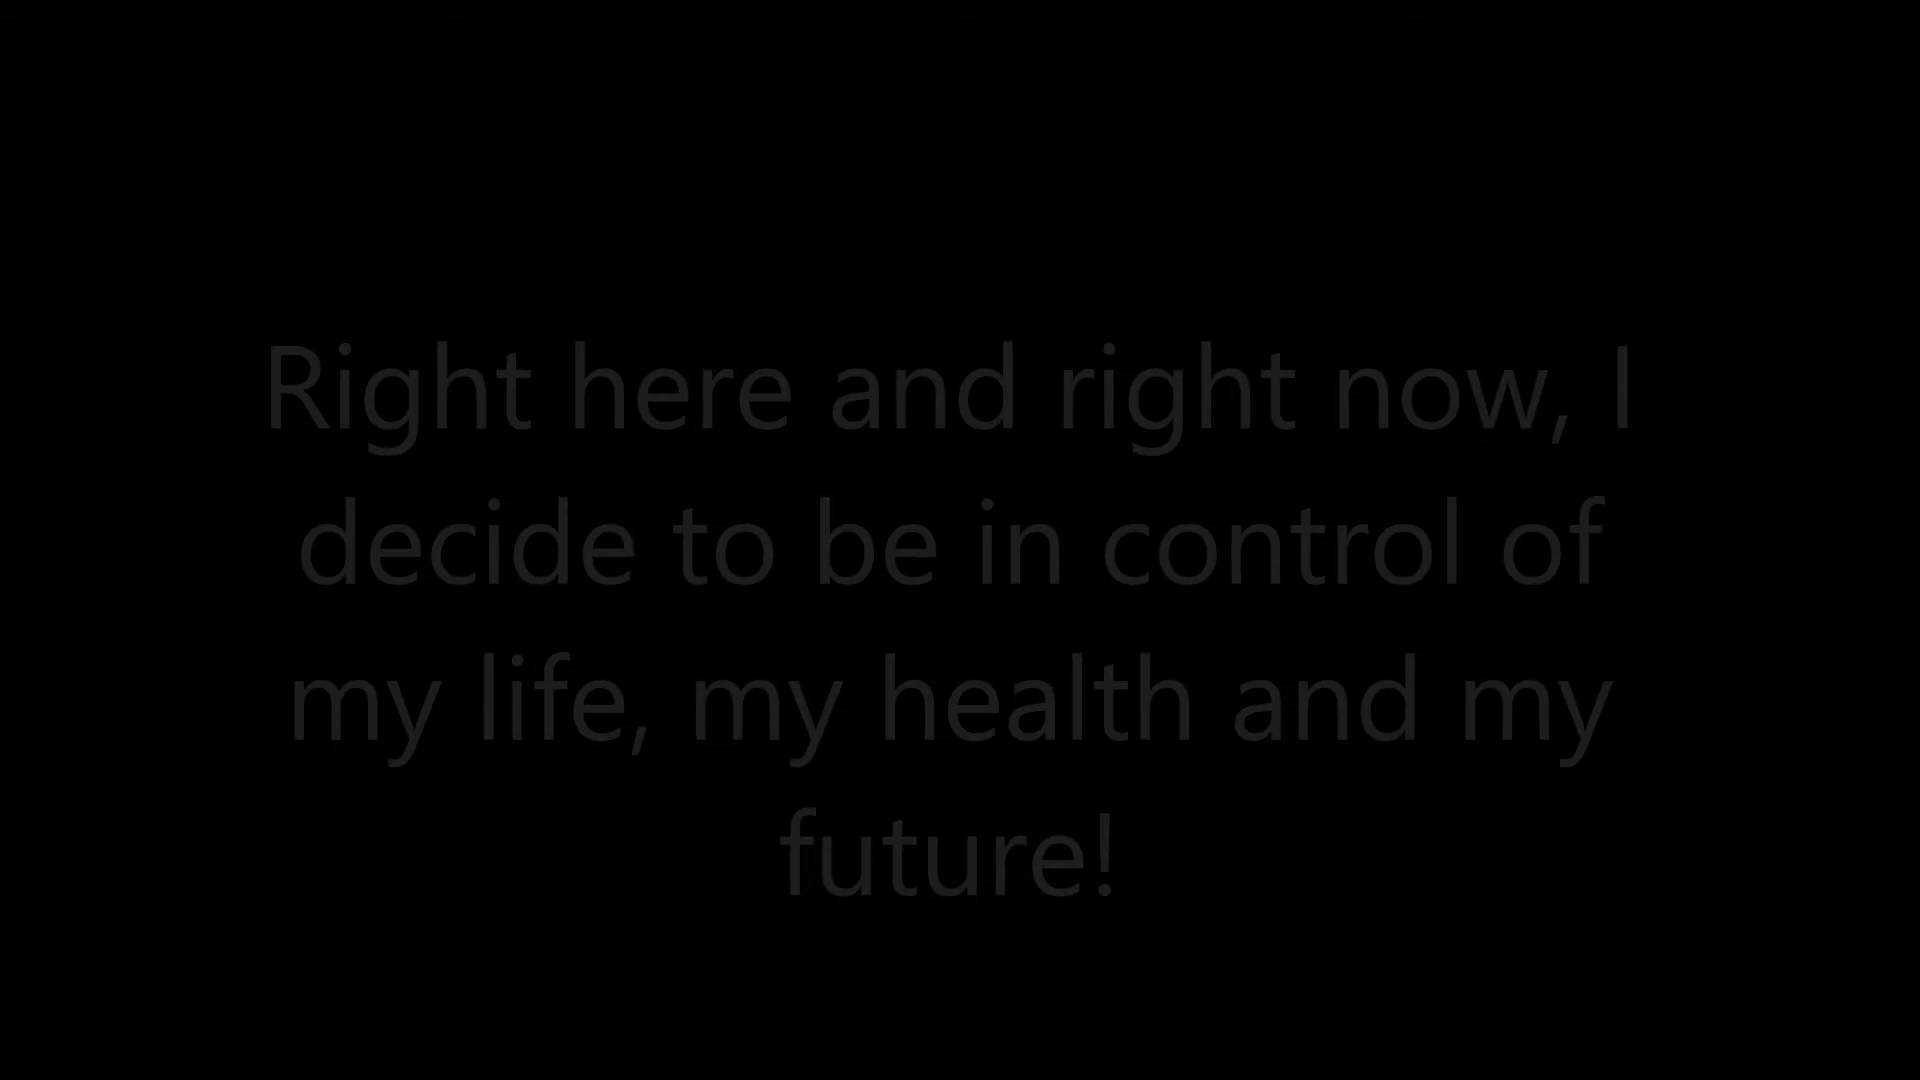 Right here and right now, I
decide to be in control of
my life, my health and my
future!